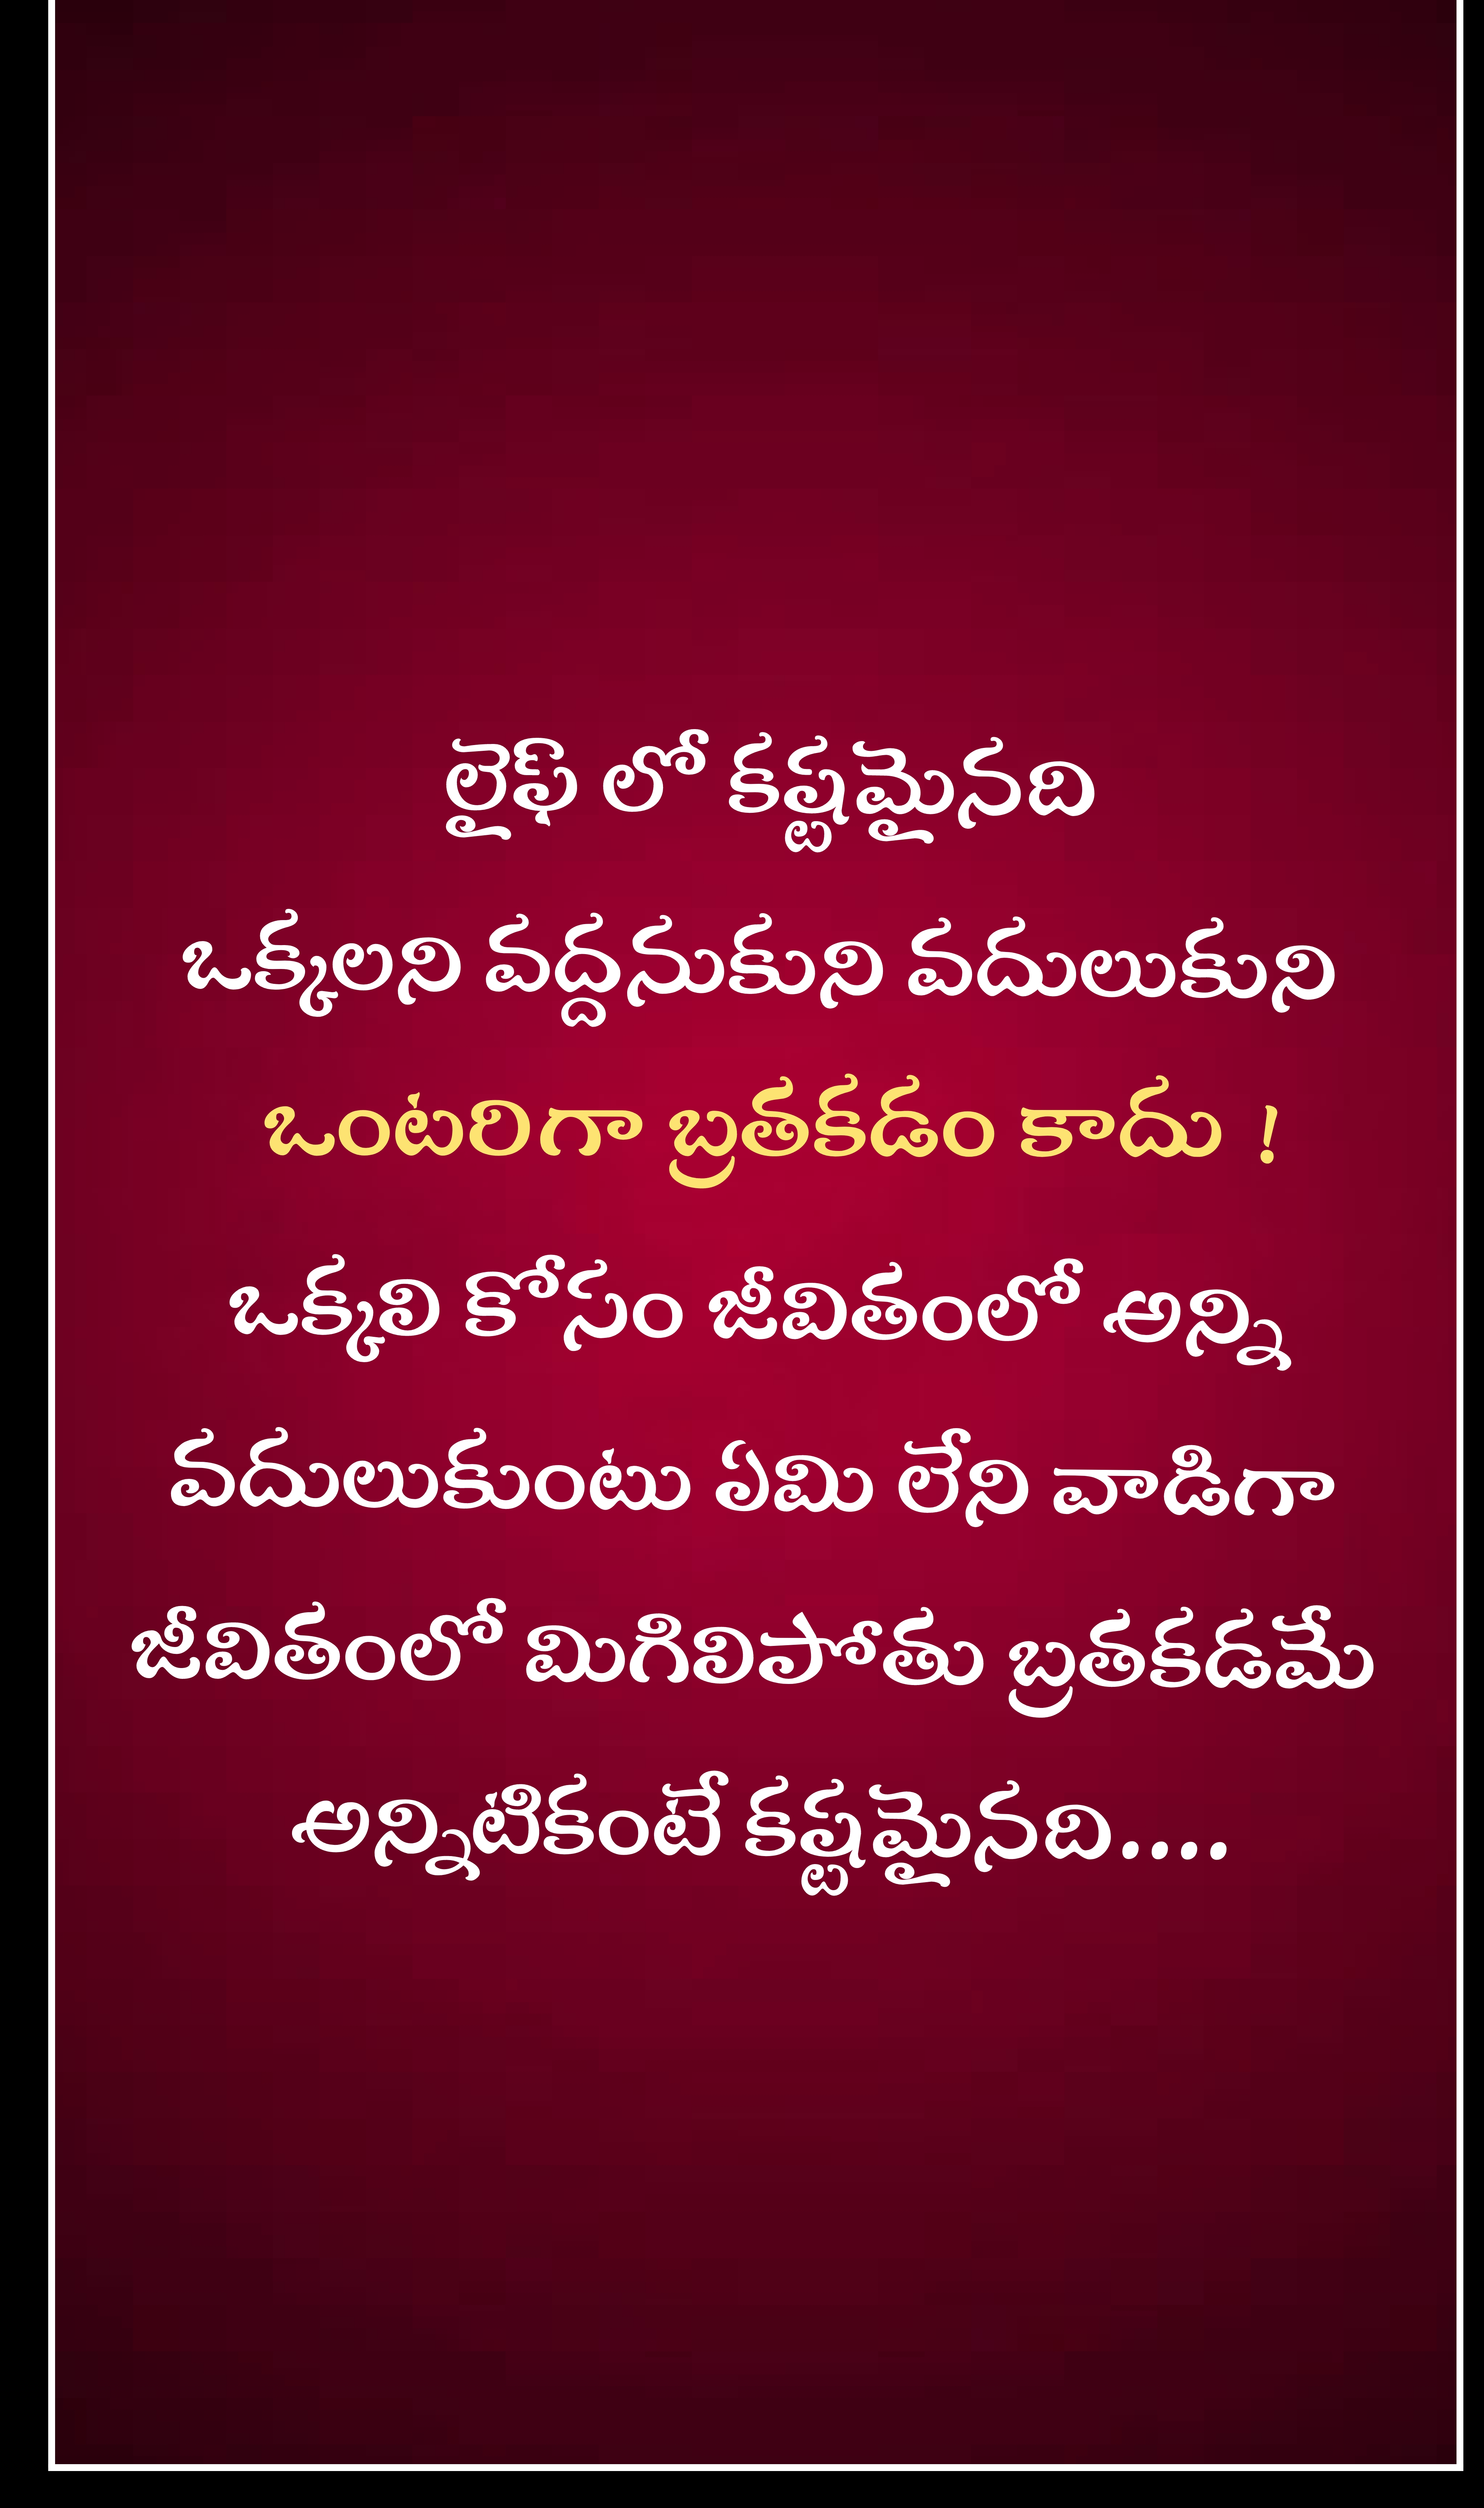 లైఫ్ లో కష్టమైనది
ఒక్కలని వద్దనుకుని వదులుకుని
ఒంటరిగా బ్రతకడం కాదు !
ఒక్కరి కోసం జీవితంలో అన్ని
వదులుకుంటు ఏమి లేని వాడిగా
జీవితంలో మిగిలిపోతు బ్రతకడమే
అన్నిటికంటే కష్టమైనది....